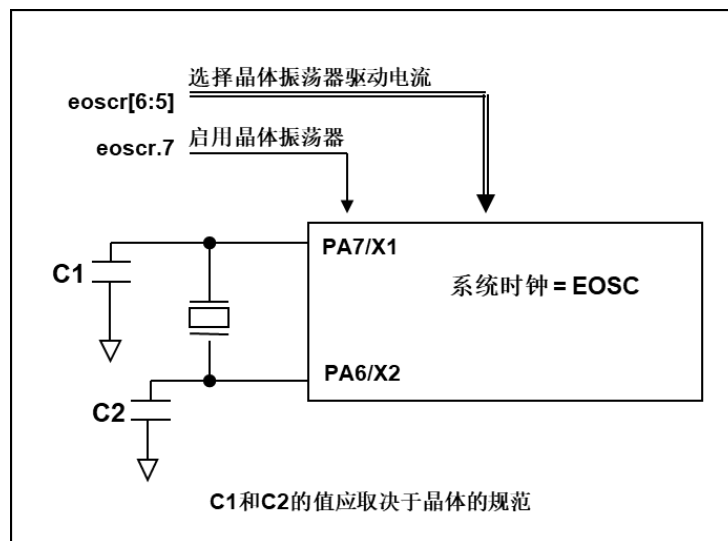 选择晶体振荡器驱动电流
eoscr[6:5]
启用晶体振荡器
eoscr.7
PA7/X1
C1
系统时钟 = EOSC
PA6/X2
C2
C1和C2的值应取决于晶体的规范